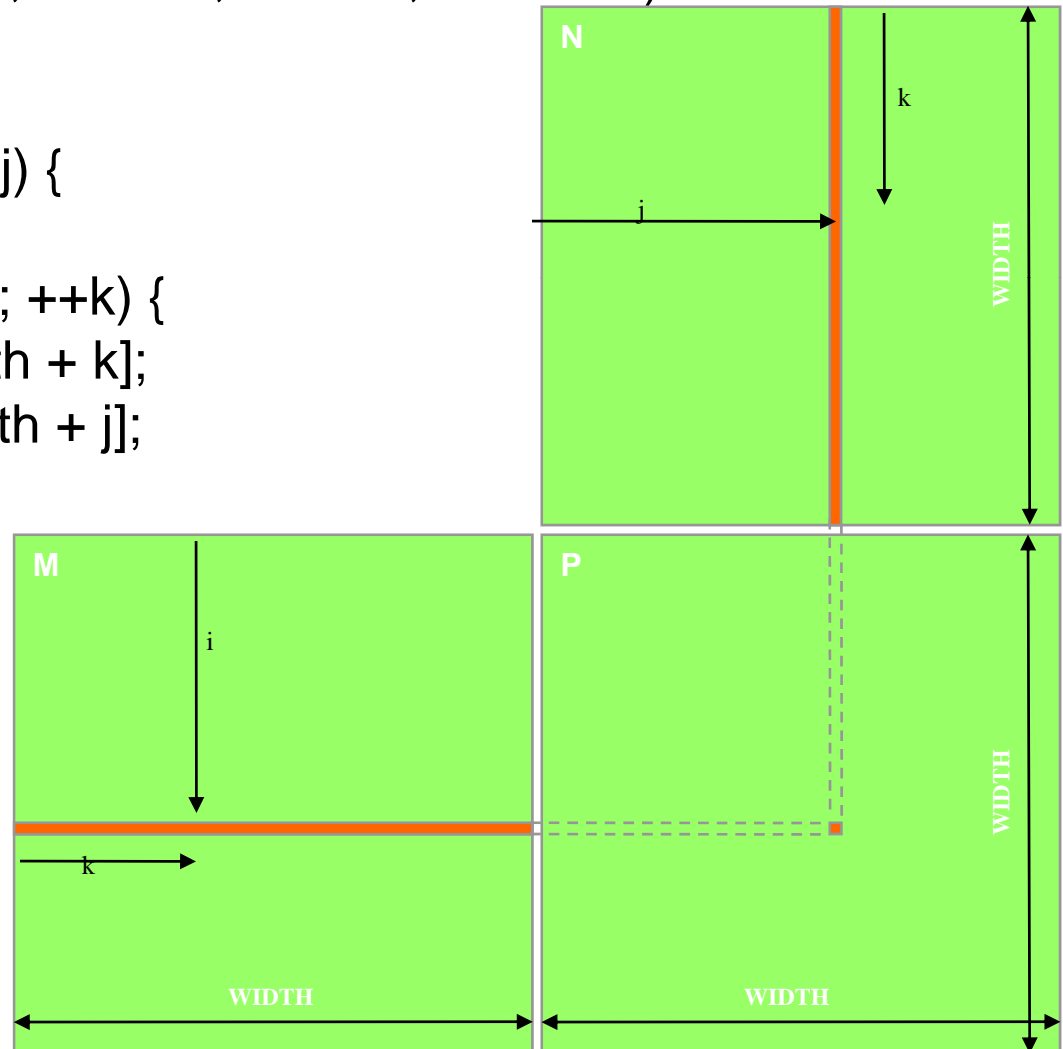 N
k
j) {
j
; ++k) {
h + k];
th + j];
WIDTH
M
P
i
k
WIDTH
WIDTH
WIDTH